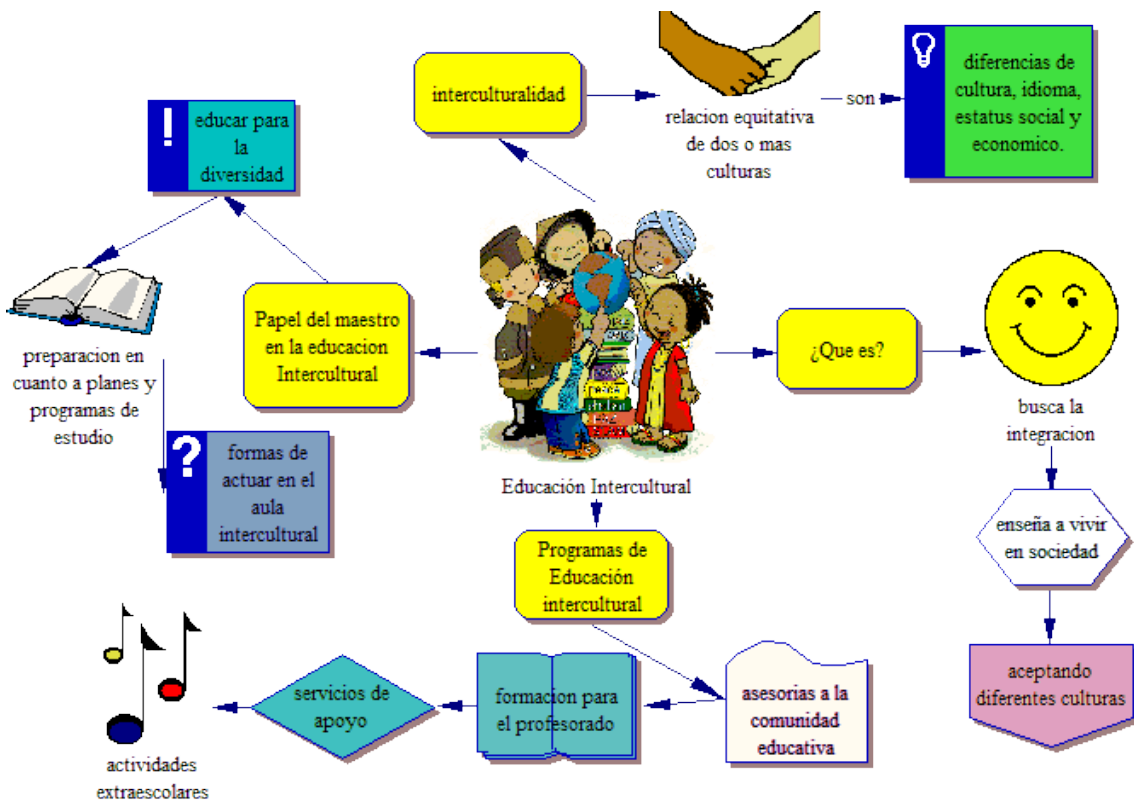 interculturalidad
relacion equitativa
de dos o mas
culturas
son
diferencias de
cultura, idioma,
estatus social y
economico.
!
educar para
la
diversidad
preparacion en
cuanto a planes y
programas de
estudio
Papel del maestro
en la educacion
Intercultural
?
formas de
actuar en el
aula
intercultural
Educación Intercultural
¿Que es?
busca la
integracion
enseña a vivir
en sociedad
aceptando
diferentes culturas
Programas de
Educación
intercultural
asesorias a la
comunidad
educativa
formacion para
el profesorado
servicios de
apoyo
actividades
extraescolares